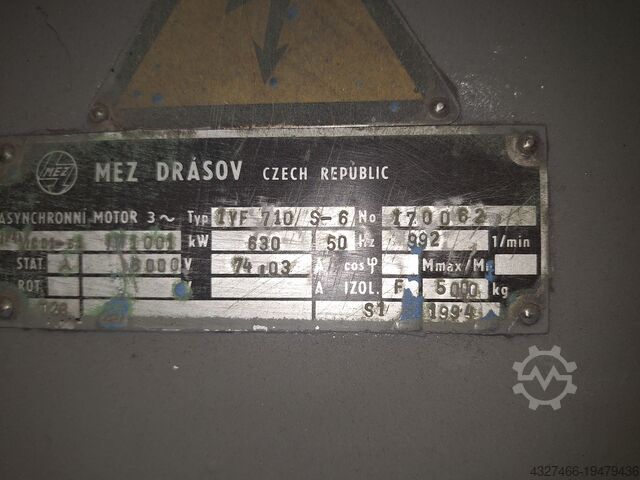 MEZ MEZ DRÁSOV CZECH REPUBLIC
ASYNCHRONNÍ MOTOR 3~ Typ 1YF 710/ S-6 No 170062
kW 630 50 Hz 992 1/min
STAT 6000 V 74.03 A cosφ Mmax/Mn
ROT. V A IZOL. F 5000 kg
S1 1994
4327466-19479436